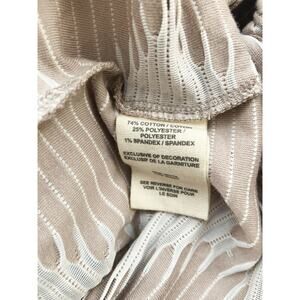 74% COTTON / COTON
25% POLYESTER /
POLYESTER
1% SPANDEX / SPANDEX
EXCLUSIVE OF DECORATION
EXCLUSIF DE LA GARNITURE
SEE REVERSE FOR CARE
VOIR L'INVERSE POUR
LE SOIN